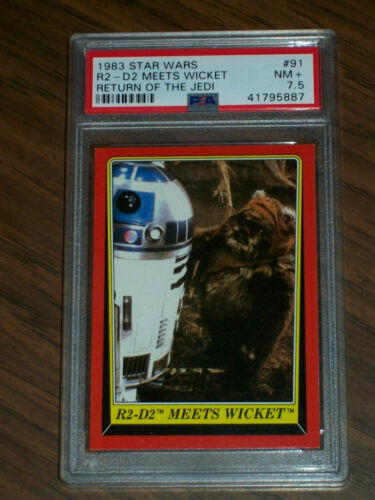 1983 STAR WARS #91
R2-D2 MEETS WICKET NM+
RETURN OF THE JEDI 7.5
PSA 41795887
R2-D2™ MEETS WICKET™